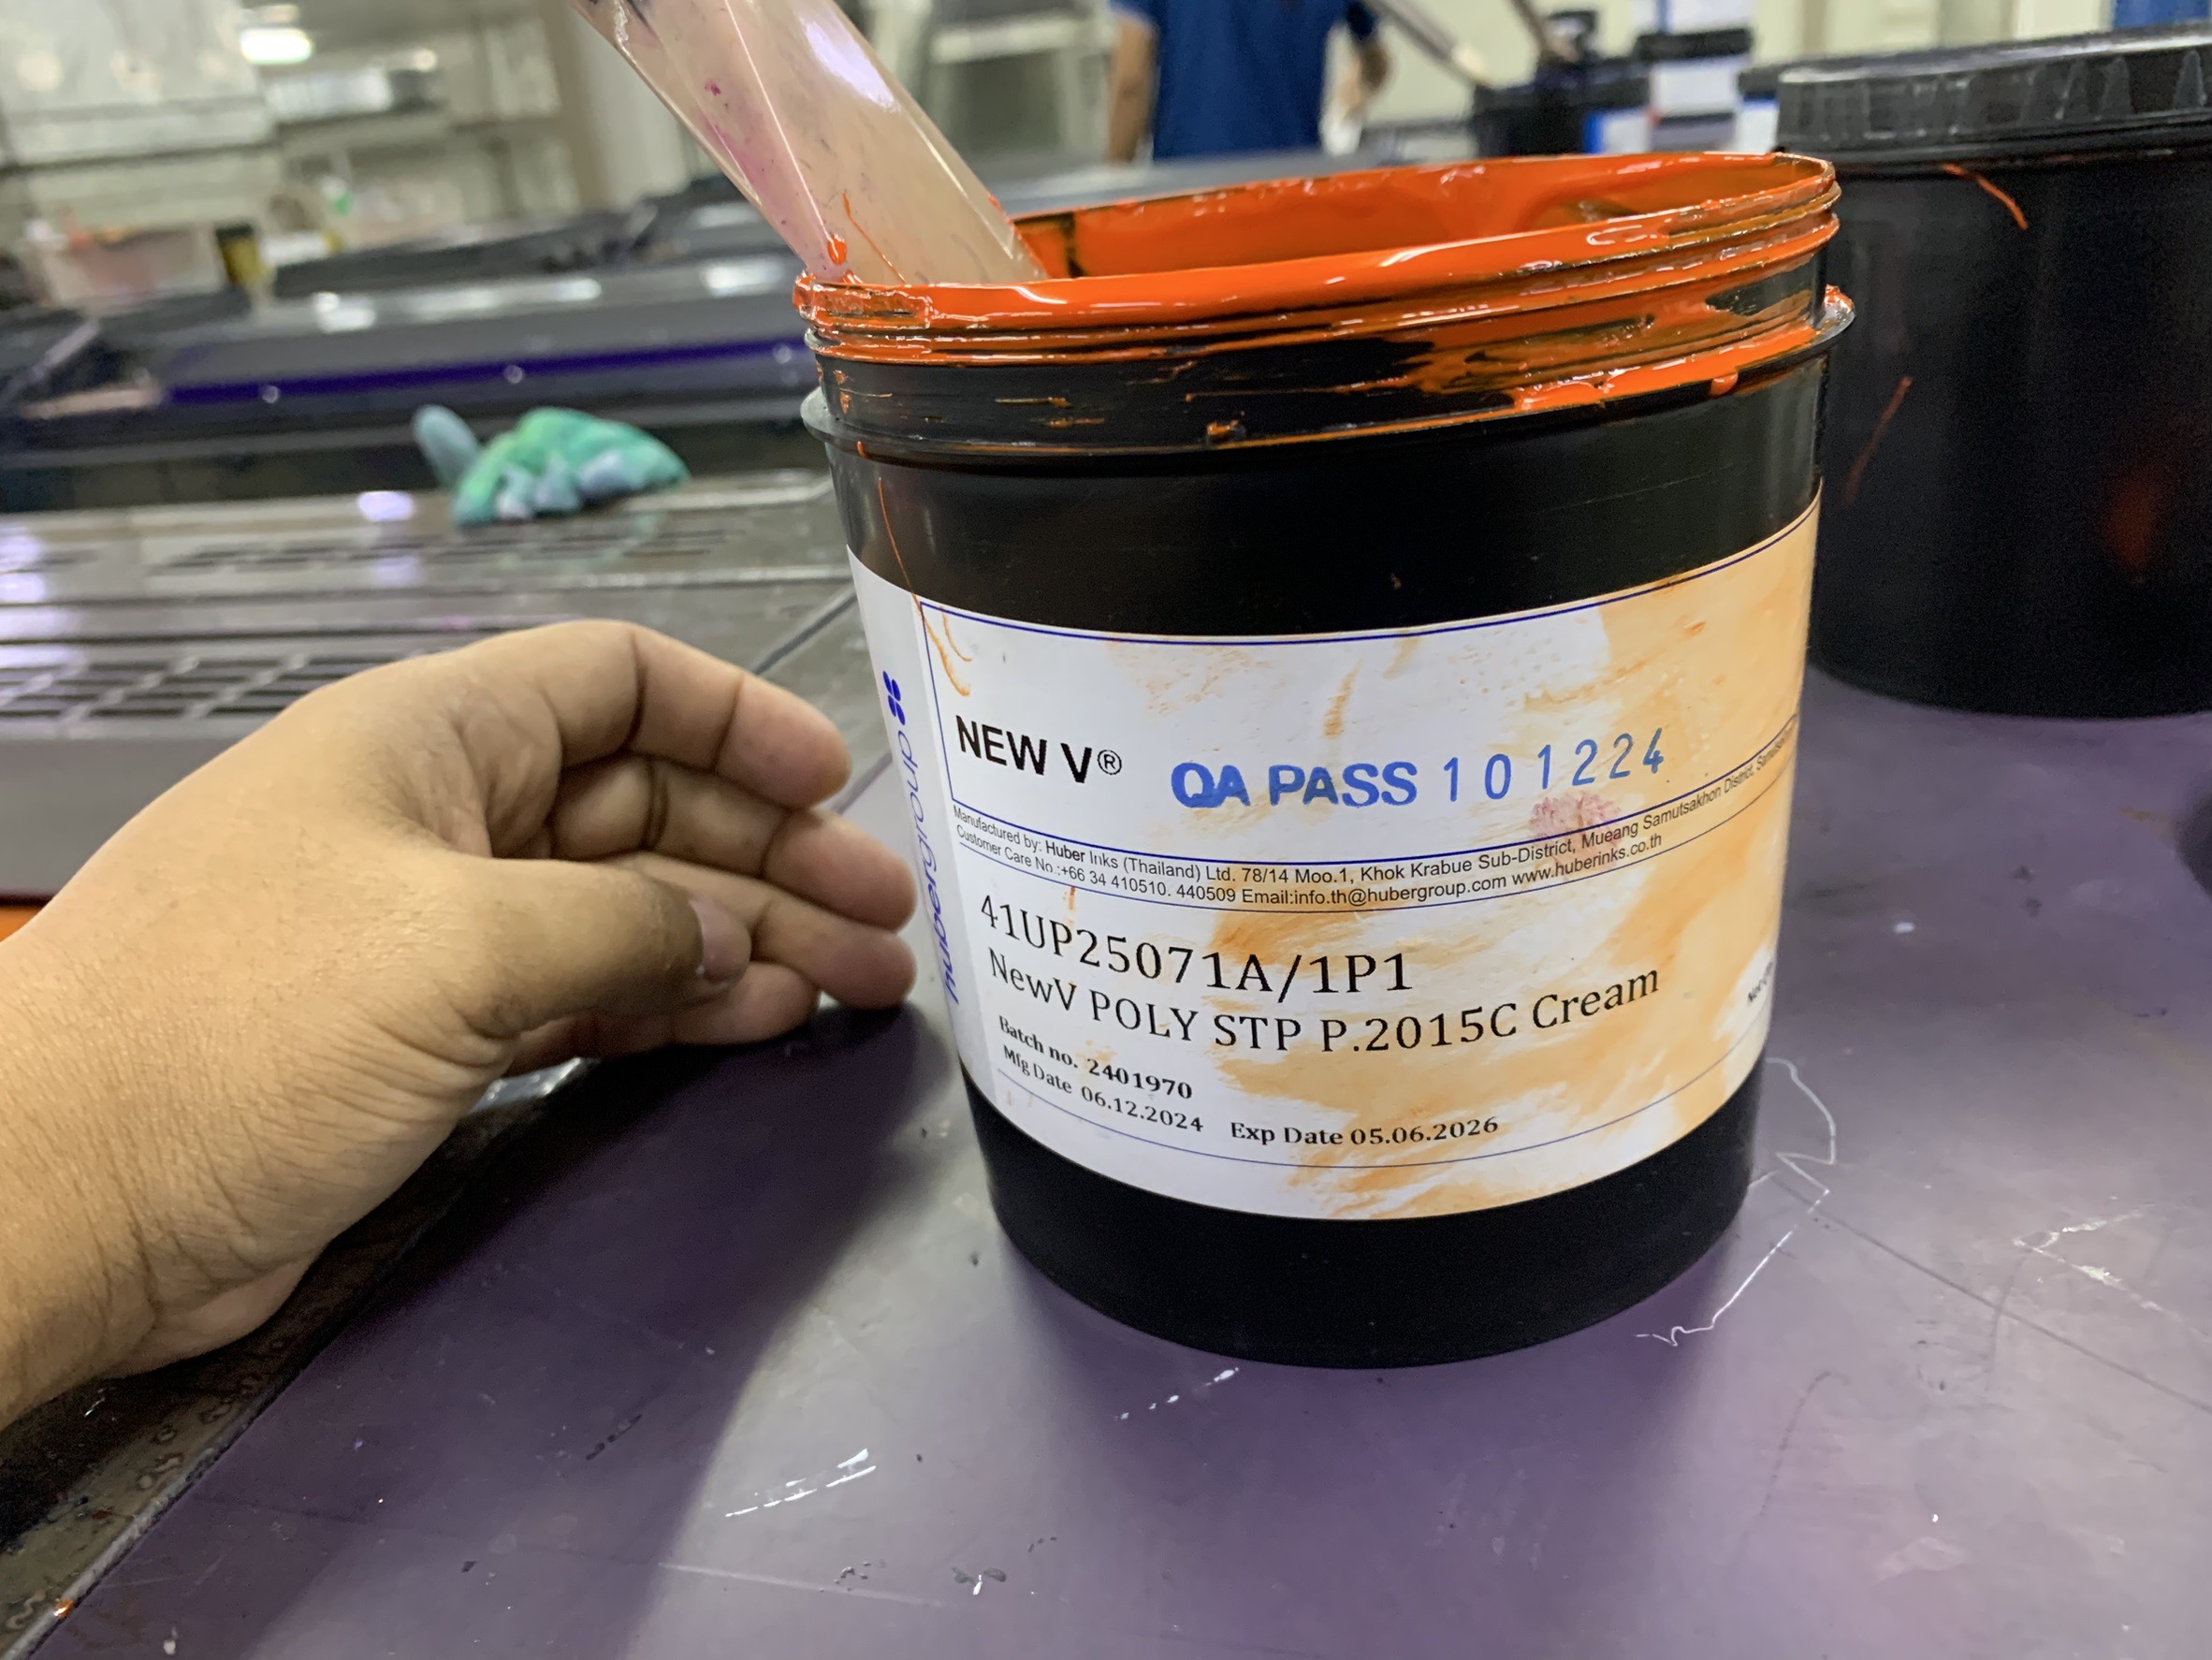 hubergroup
NEW V®
QA PASS 101224
Manufactured by: Huber Inks (Thailand) Ltd. 78/14 Moo.1, Khok Krabue Sub-District, Mueang Samutsakhon District,
Customer Care No.:+66 34 410510. 440509 Email:info.th@hubergroup.com www.huberinks.co.th
41UP25071A/1P1
NewV POLY STP P.2015C Cream
Batch no. 2401970
Mfg Date 06.12.2024 Exp Date 05.06.2026